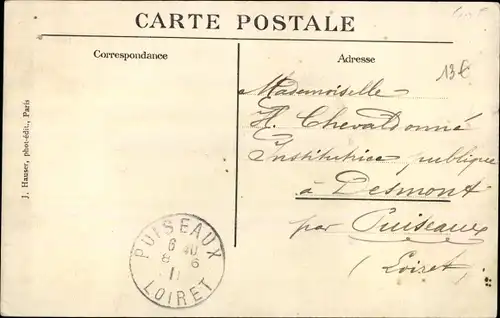 CARTE POSTALE
Correspondance
Adresse
13€
Mademoiselle
H. Chevaldonné
Institutrice publique
à Desmont
par Puiseaux
(Loiret)
J. Hauser, phot-édit., Paris
PUISEAUX
6
8 6
11
LOIRET